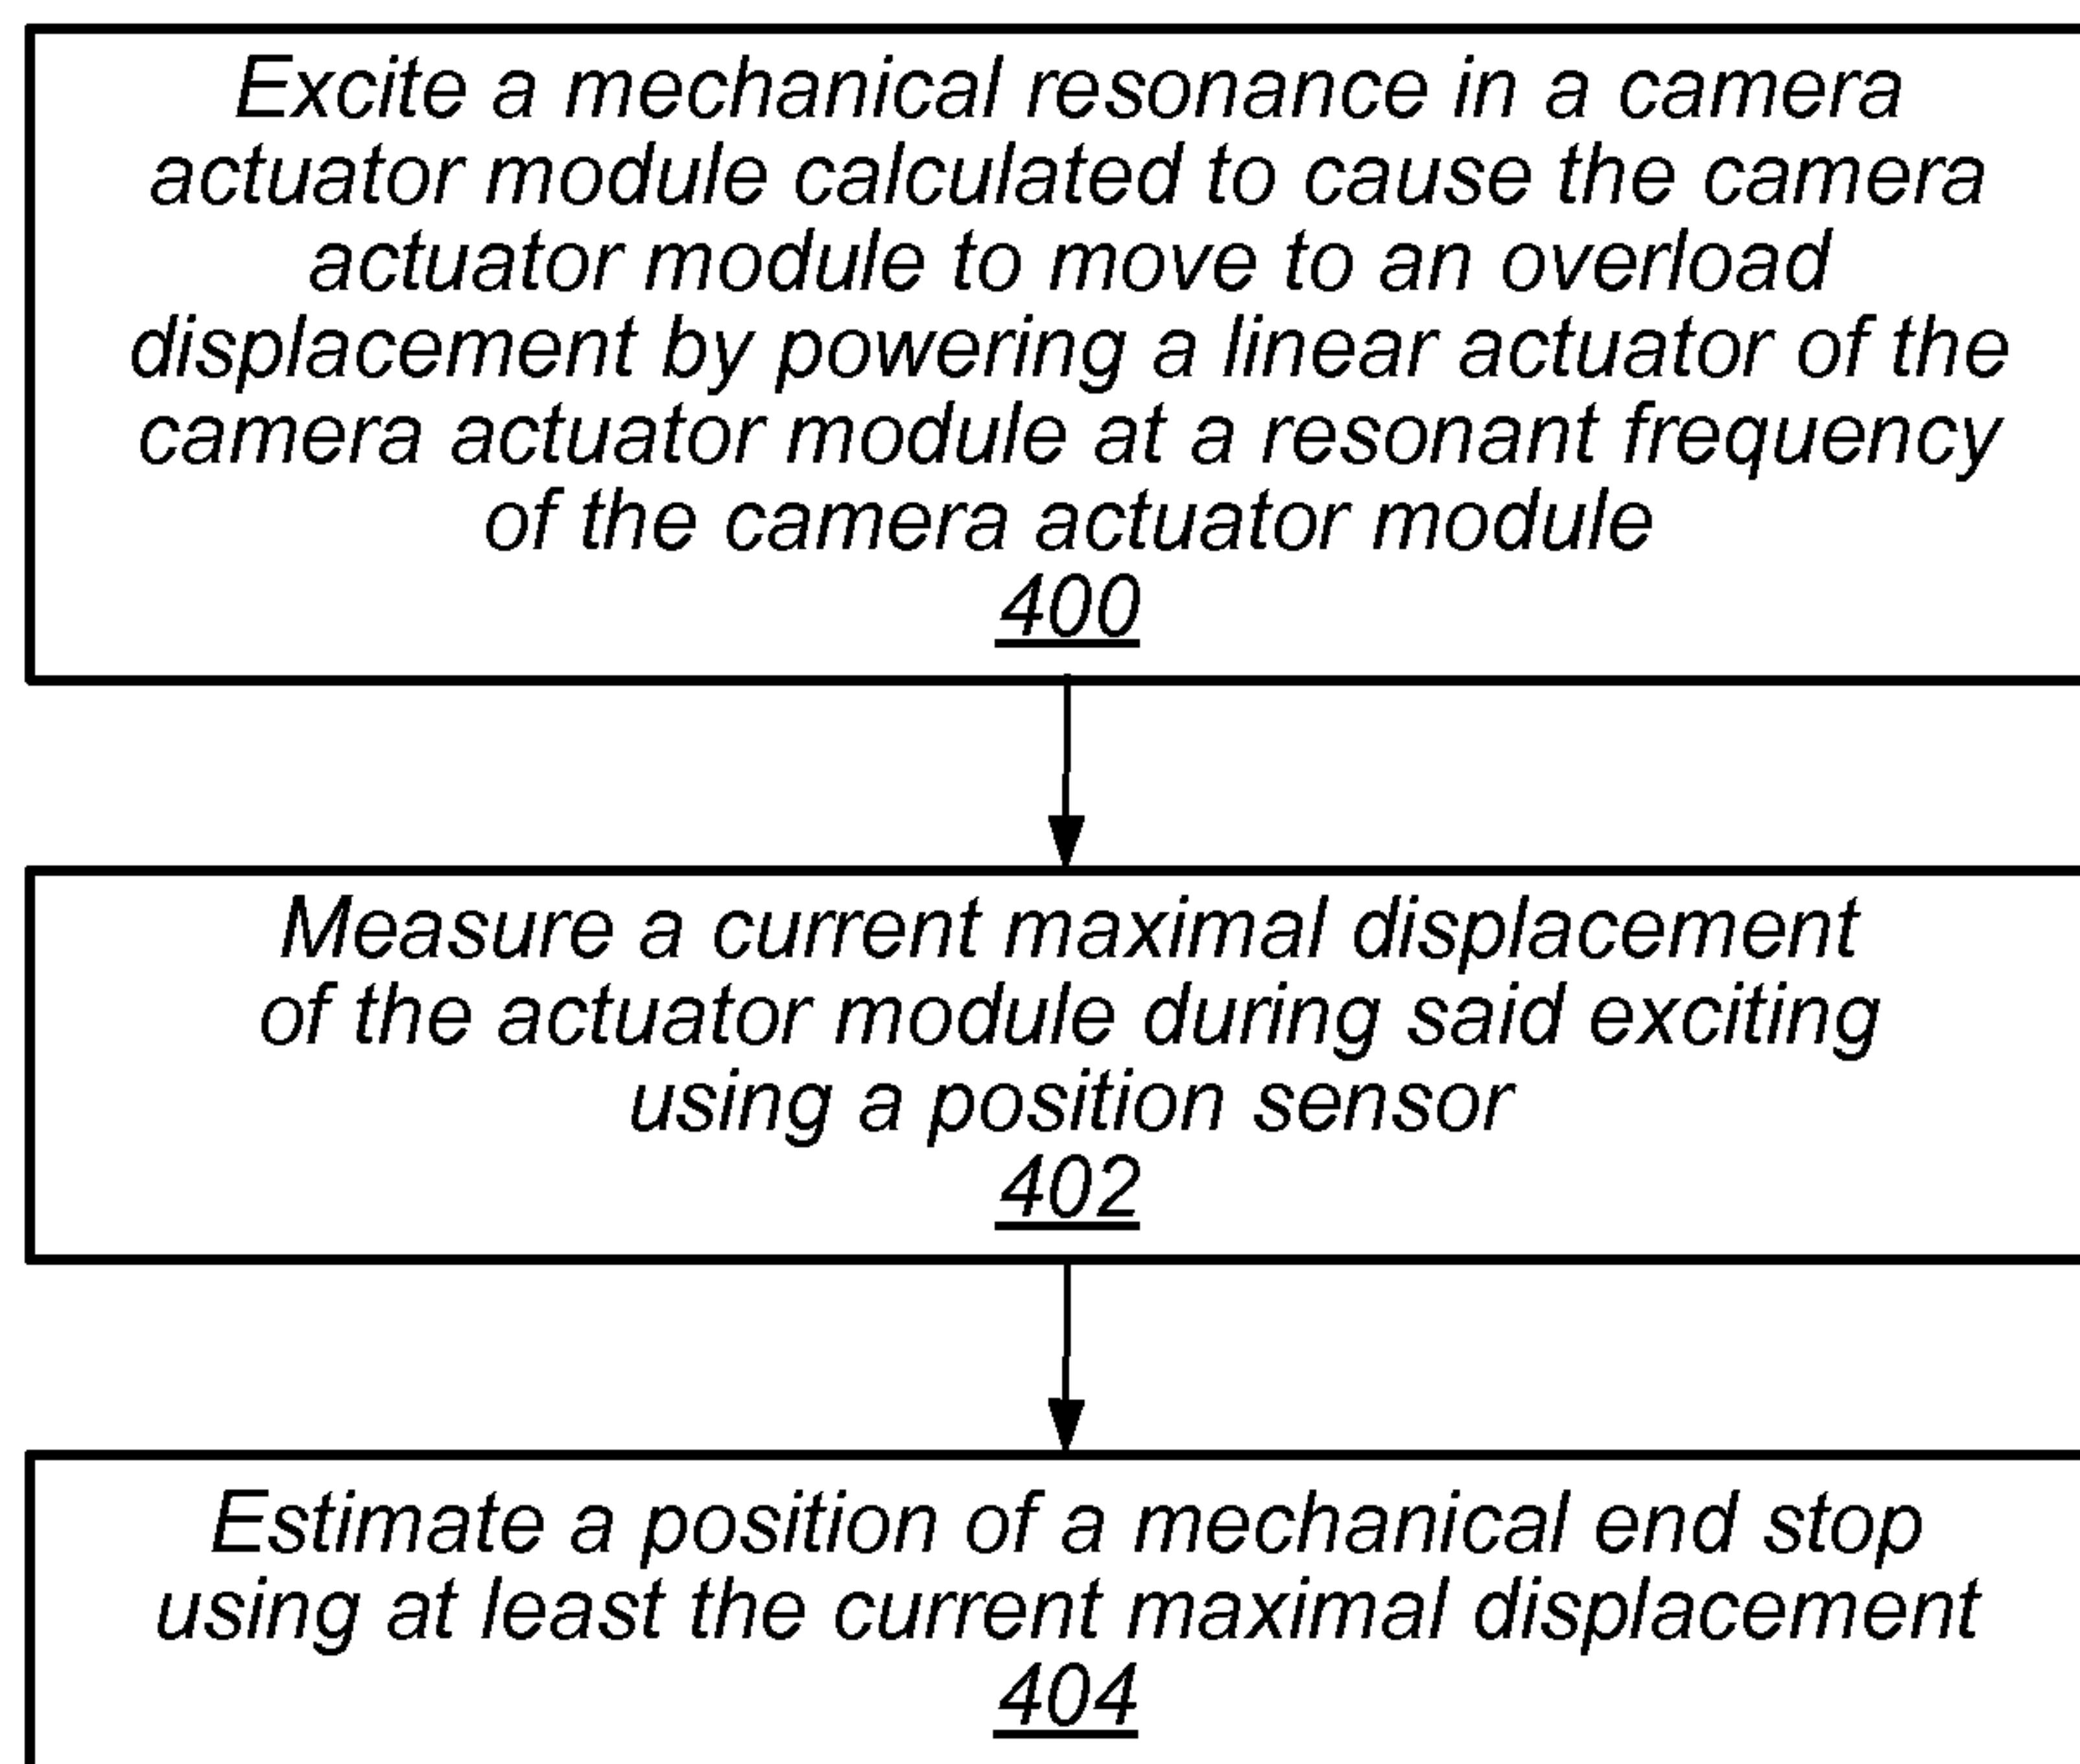 Excite a mechanical resonance in a camera
actuator module calculated to cause the camera
actuator module to move to an overload
displacement by powering a linear actuator of the
camera actuator module at a resonant frequency
of the camera actuator module
400
Measure a current maximal displacement
of the actuator module during said exciting
using a position sensor
402
Estimate a position of a mechanical end stop
using at least the current maximal displacement
404